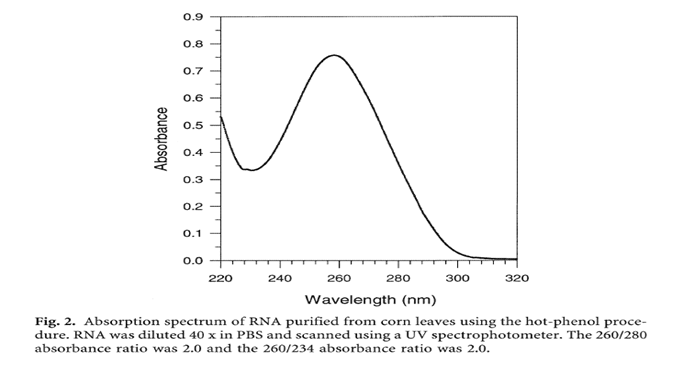 0.9
0.8
0.7
0.6
0.5
0.4
0.3
0.2
0.1
0.0
Absorbance
220 240 260 280 300 320
Wavelength (nm)
Fig. 2. Absorption spectrum of RNA purified from corn leaves using the hot-phenol proce-
dure. RNA was diluted 40 x in PBS and scanned using a UV spectrophotometer. The 260/280
absorbance ratio was 2.0 and the 260/234 absorbance ratio was 2.0.